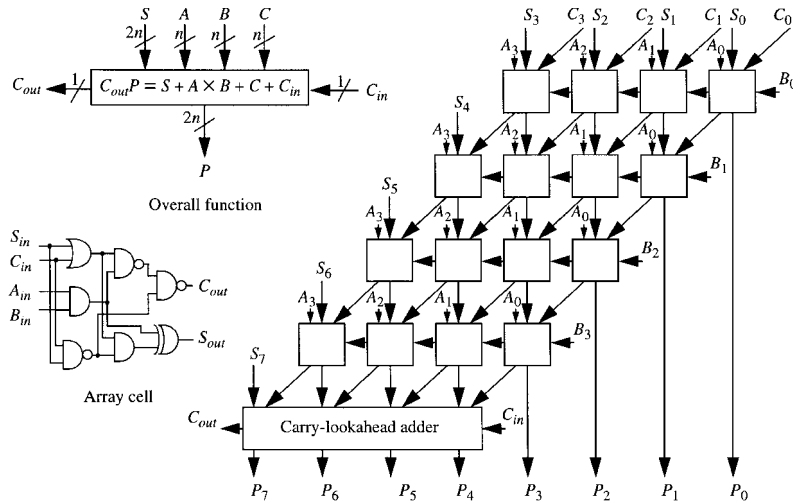 S A B C
2n n n n
C_out 1 C_outP = S + A × B + C + C_in 1 C_in
2n
P
Overall function
S_in
C_in
A_in
B_in
C_out
S_out
Array cell
S_3 C_3 S_2 C_2 S_1 C_1 S_0 C_0
A_3 A_2 A_1 A_0 B_0
S_4
A_3 A_2 A_1 A_0 B_1
S_5
A_3 A_2 A_1 A_0 B_2
S_6
A_3 A_2 A_1 A_0 B_3
S_7
C_out Carry-lookahead adder C_in
P_7 P_6 P_5 P_4 P_3 P_2 P_1 P_0